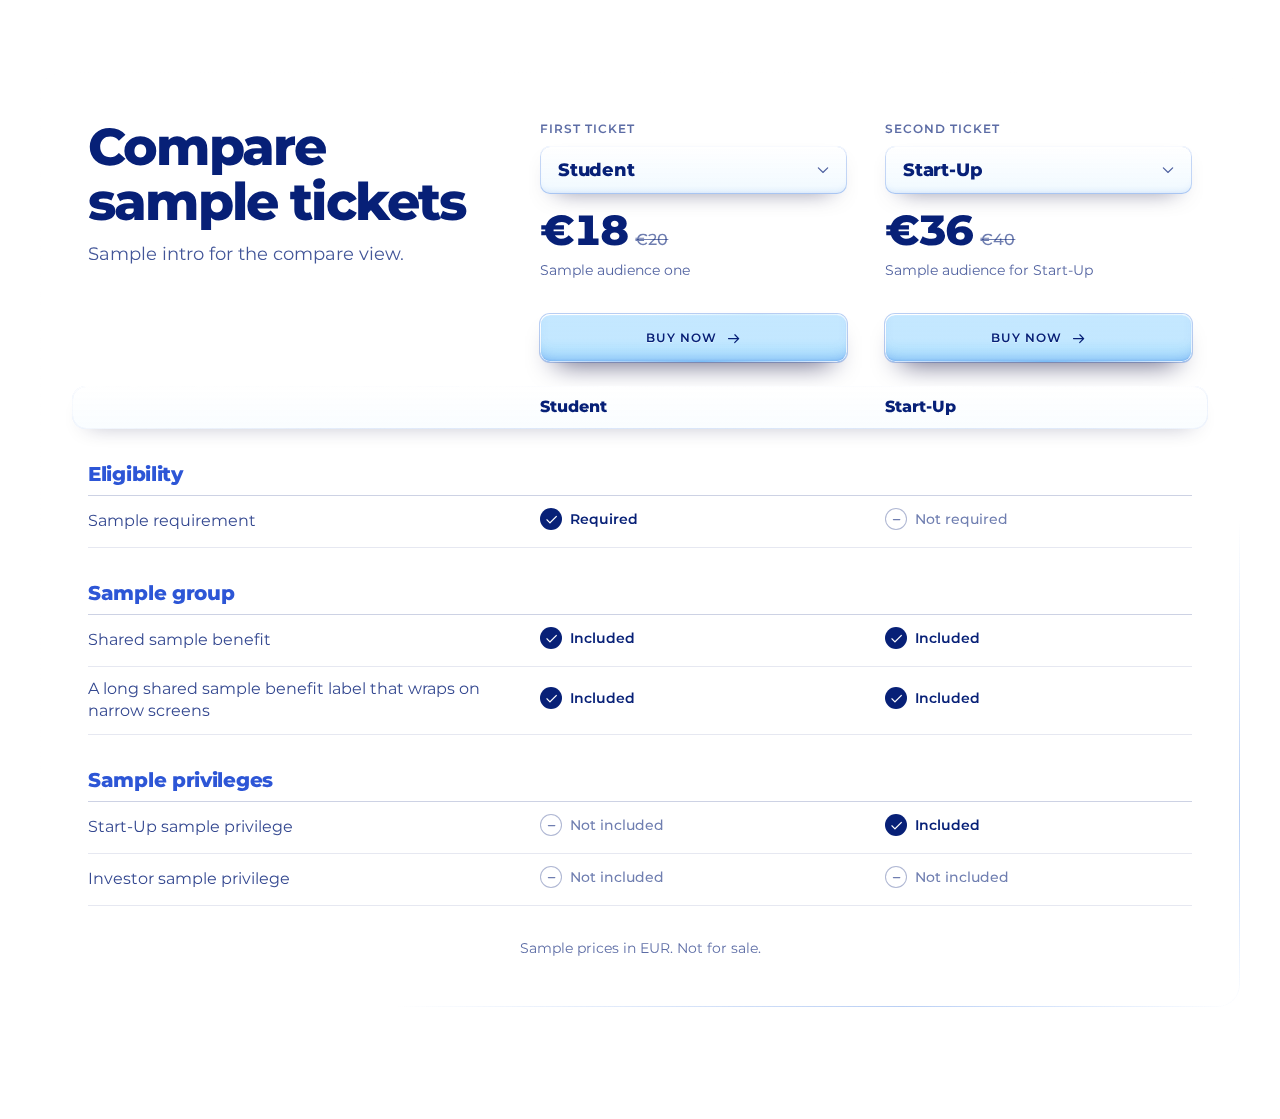 Compare
sample tickets
Sample intro for the compare view.
FIRST TICKET
Student
€18 €20
Sample audience one
BUY NOW →
SECOND TICKET
Start-Up
€36 €40
Sample audience for Start-Up
BUY NOW →
Student Start-Up
Eligibility
Sample requirement Required Not required
Sample group
Shared sample benefit Included Included
A long shared sample benefit label that wraps on
narrow screens Included Included
Sample privileges
Start-Up sample privilege Not included Included
Investor sample privilege Not included Not included
Sample prices in EUR. Not for sale.